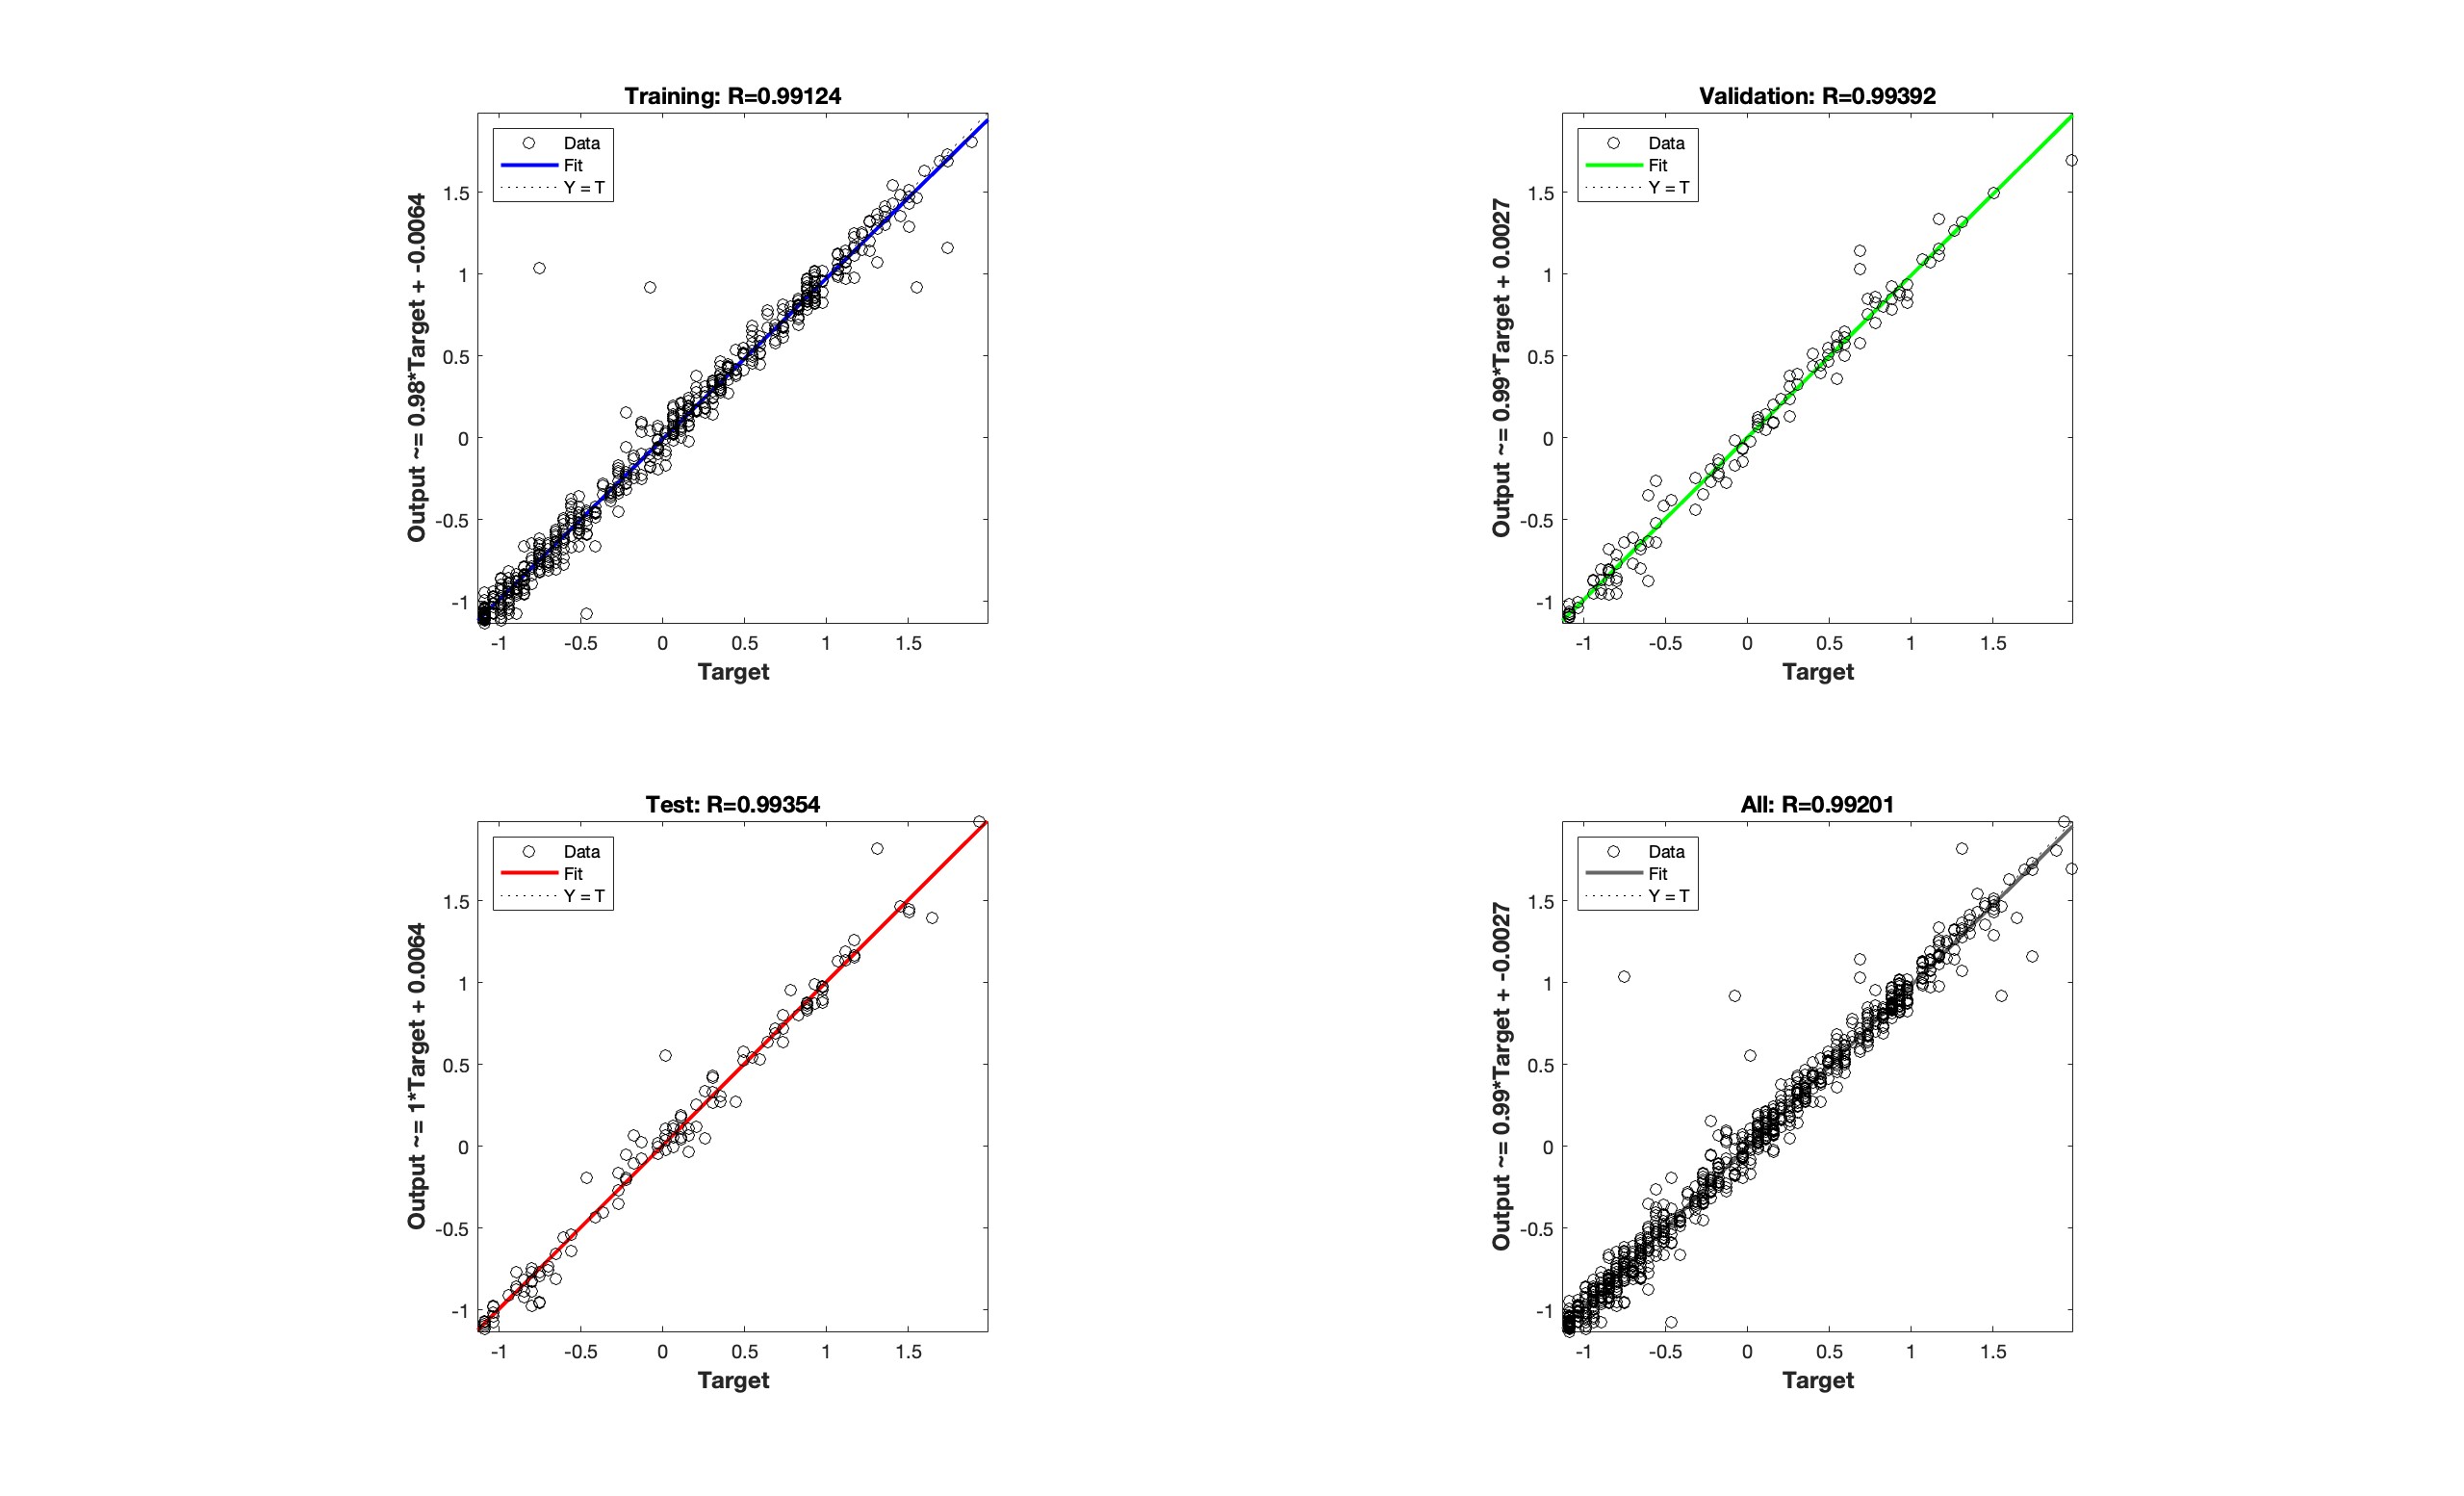 Training: R=0.99124
Data
Fit
Y = T
Output ~= 0.98*Target + -0.0064
1.5
1
0.5
0
-0.5
-1
-1 -0.5 0 0.5 1 1.5
Target
Validation: R=0.99392
Data
Fit
Y = T
Output ~= 0.99*Target + 0.0027
1.5
1
0.5
0
-0.5
-1
-1 -0.5 0 0.5 1 1.5
Target
Test: R=0.99354
Data
Fit
Y = T
Output ~= 1*Target + 0.0064
1.5
1
0.5
0
-0.5
-1
-1 -0.5 0 0.5 1 1.5
Target
All: R=0.99201
Data
Fit
Y = T
Output ~= 0.99*Target + -0.0027
1.5
1
0.5
0
-0.5
-1
-1 -0.5 0 0.5 1 1.5
Target